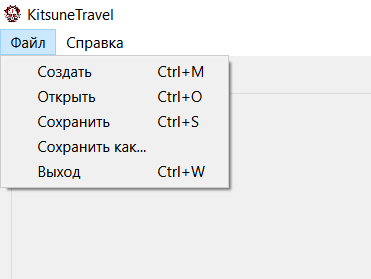 KitsuneTravel
Файл Справка
Создать Ctrl+M
Открыть Ctrl+O
Сохранить Ctrl+S
Сохранить как...
Выход Ctrl+W